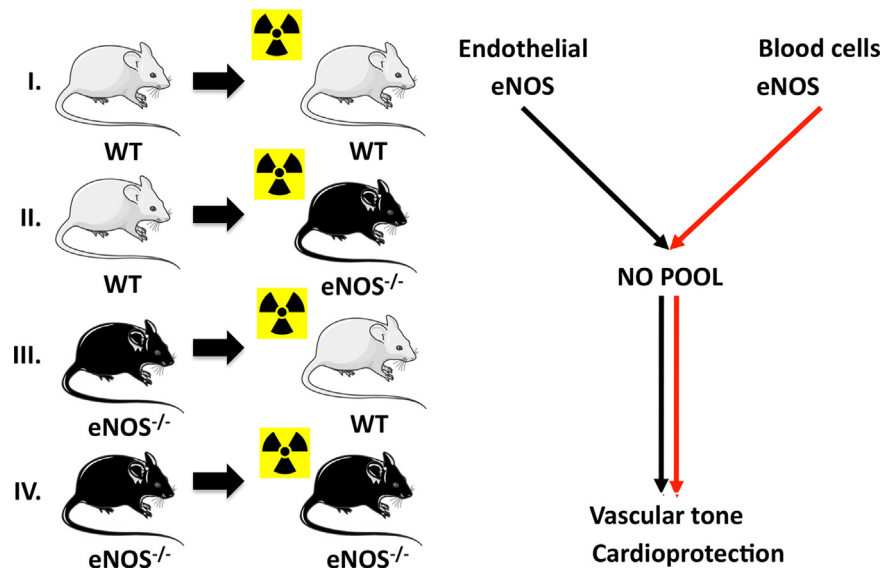 I.
WT
WT
II.
WT
eNOS-/-
III.
eNOS-/-
WT
IV.
eNOS-/-
eNOS-/-
Endothelial
eNOS
Blood cells
eNOS
NO POOL
Vascular tone
Cardioprotection